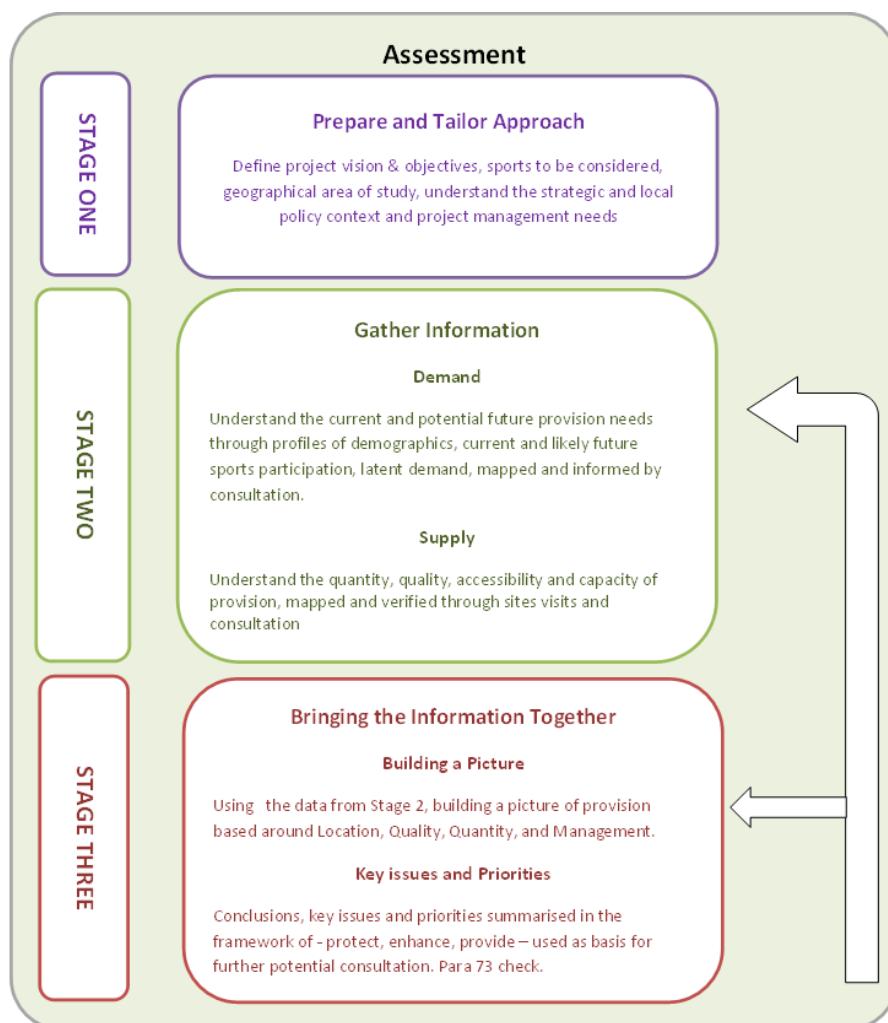 Assessment
STAGE ONE
Prepare and Tailor Approach
Define project vision & objectives, sports to be considered,
geographical area of study, understand the strategic and local
policy context and project management needs
STAGE TWO
Gather Information
Demand
Understand the current and potential future provision needs
through profiles of demographics, current and likely future
sports participation, latent demand, mapped and informed by
consultation.
Supply
Understand the quantity, quality, accessibility and capacity of
provision, mapped and verified through sites visits and
consultation
STAGE THREE
Bringing the Information Together
Building a Picture
Using the data from Stage 2, building a picture of provision
based around Location, Quality, Quantity, and Management.
Key issues and Priorities
Conclusions, key issues and priorities summarised in the
framework of - protect, enhance, provide – used as basis for
further potential consultation. Para 73 check.